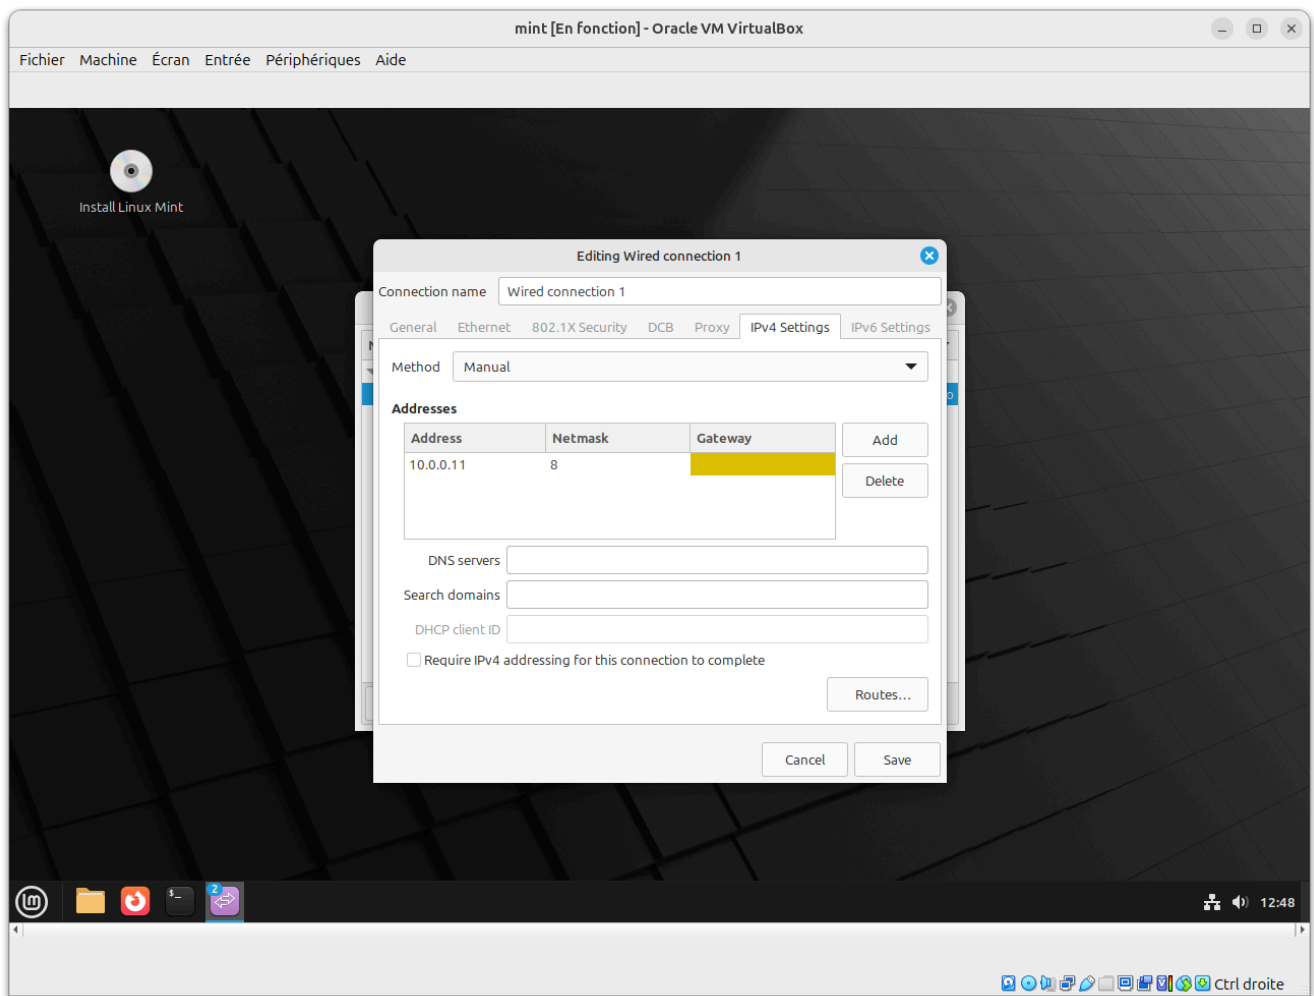 mint [En fonction] - Oracle VM VirtualBox
Fichier Machine Écran Entrée Périphériques Aide
Install Linux Mint
Editing Wired connection 1
Connection name Wired connection 1
General Ethernet 802.1X Security DCB Proxy IPv4 Settings IPv6 Settings
Method Manual
Addresses
Address Netmask Gateway
Add
10.0.0.11 8
Delete
DNS servers
Search domains
DHCP client ID
Require IPv4 addressing for this connection to complete
Routes...
Cancel Save
$_ 2
12:48
Ctrl droite